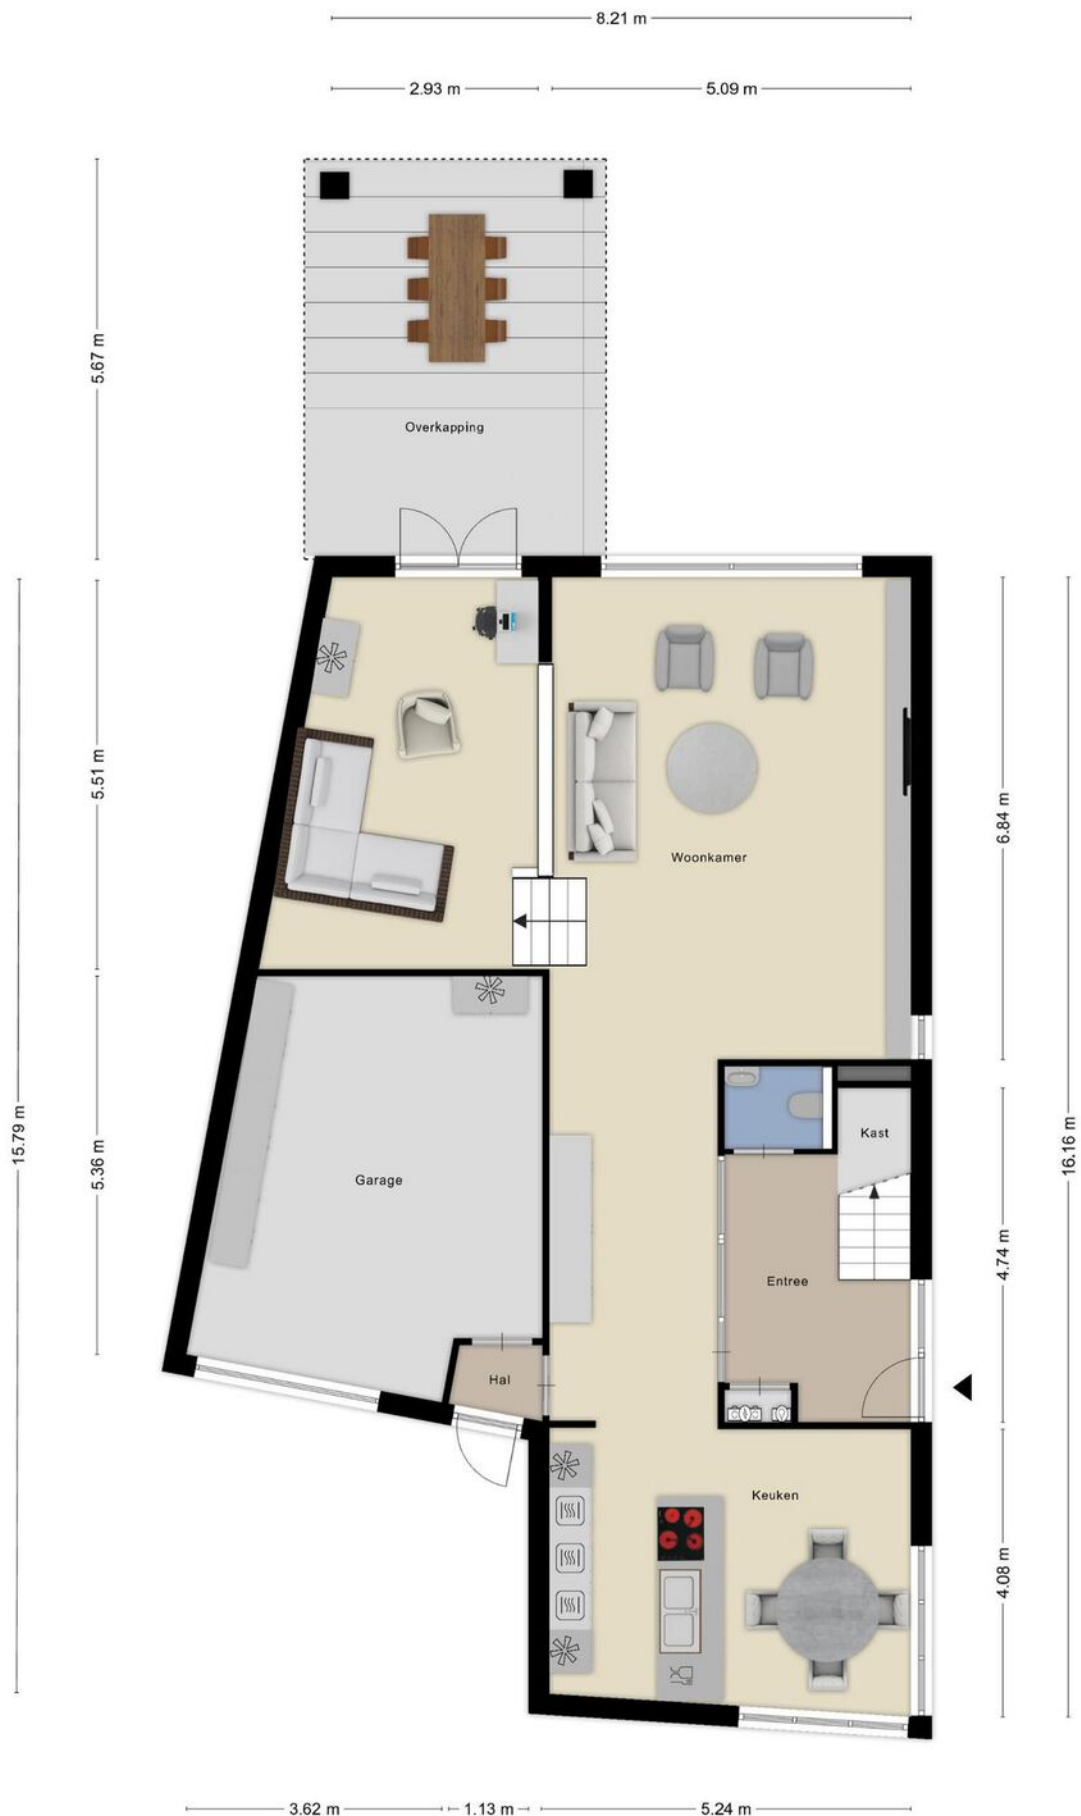 8.21 m
2.93 m
5.09 m
5.67 m
Overkapping
5.51 m
6.84 m
Woonkamer
15.79 m
5.36 m
16.16 m
Kast
Garage
4.74 m
Entree
Hal
Keuken
4.08 m
3.62 m
1.13 m
5.24 m